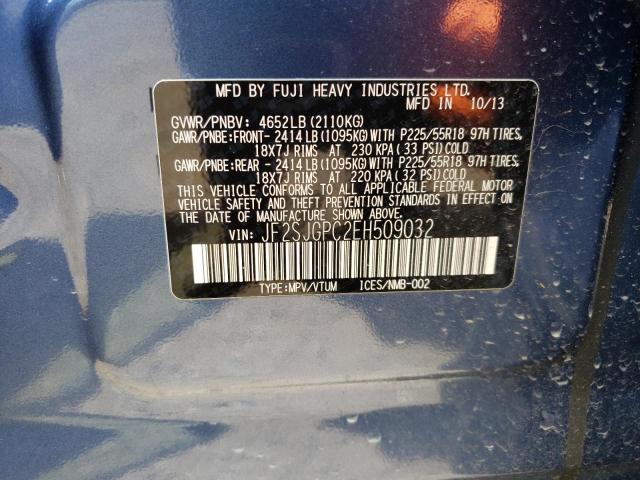 MFD BY FUJI HEAVY INDUSTRIES LTD.
MFD IN 10/13
GVWR/PNBV: 4652LB(2110KG)
GAWR/PNBE:FRONT- 2414LB(1095KG)WITH P225/55R18 97H TIRES,
18X7J RIMS AT 230 KPA( 33 PSI)COLD
GAWR/PNBE:REAR - 2414LB(1095KG)WITH P225/55R18 97H TIRES,
18X7J RIMS AT 220 KPA( 32 PSI)COLD
THIS VEHICLE CONFORMS TO ALL APPLICABLE FEDERAL MOTOR
VEHICLE SAFETY AND THEFT PREVENTION STANDARDS IN EFFECT ON
THE DATE OF MANUFACTURE SHOWN ABOVE.
VIN: JF2SJGPC2EH509032
TYPE:MPV/VTUM ICES/NMB-002